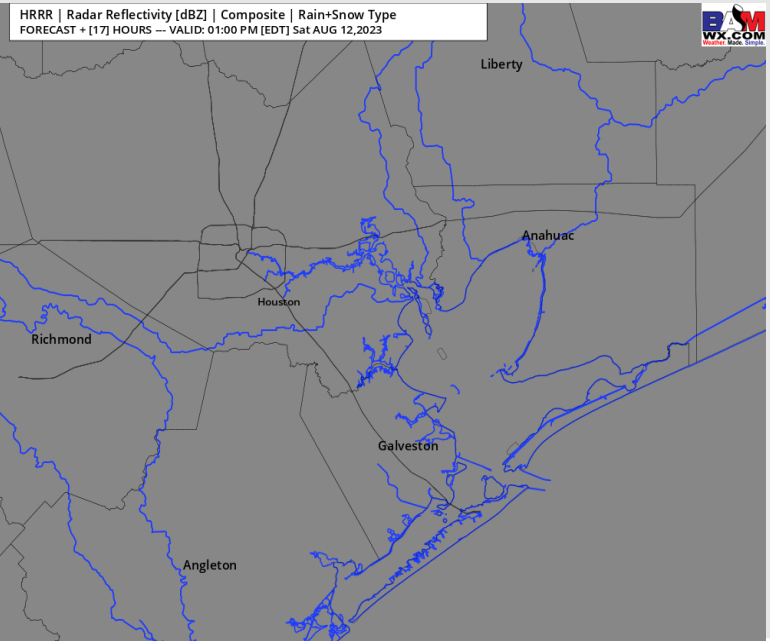 HRRR | Radar Reflectivity [dBZ] | Composite | Rain+Snow Type
FORECAST + [17] HOURS --- VALID: 01:00 PM [EDT] Sat AUG 12,2023
BAM
WX.COM
Weather. Made. Simple.
Liberty
Anahuac
Houston
Richmond
Galveston
Angleton